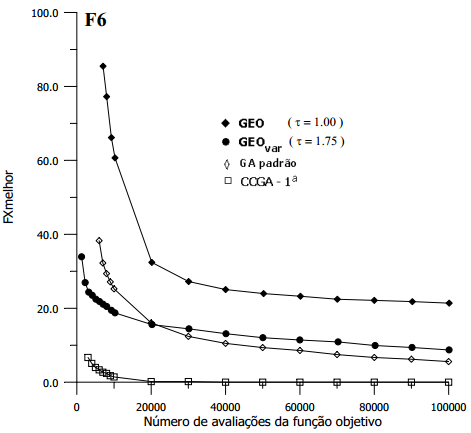 F6
100.0
80.0
60.0
40.0
20.0
0.0
FXmelhor
GEO ( τ = 1.00 )
GEOvar ( τ = 1.75 )
GA padrão
CCGA - 1ª
0 20000 40000 60000 80000 100000
Número de avaliações da função objetivo